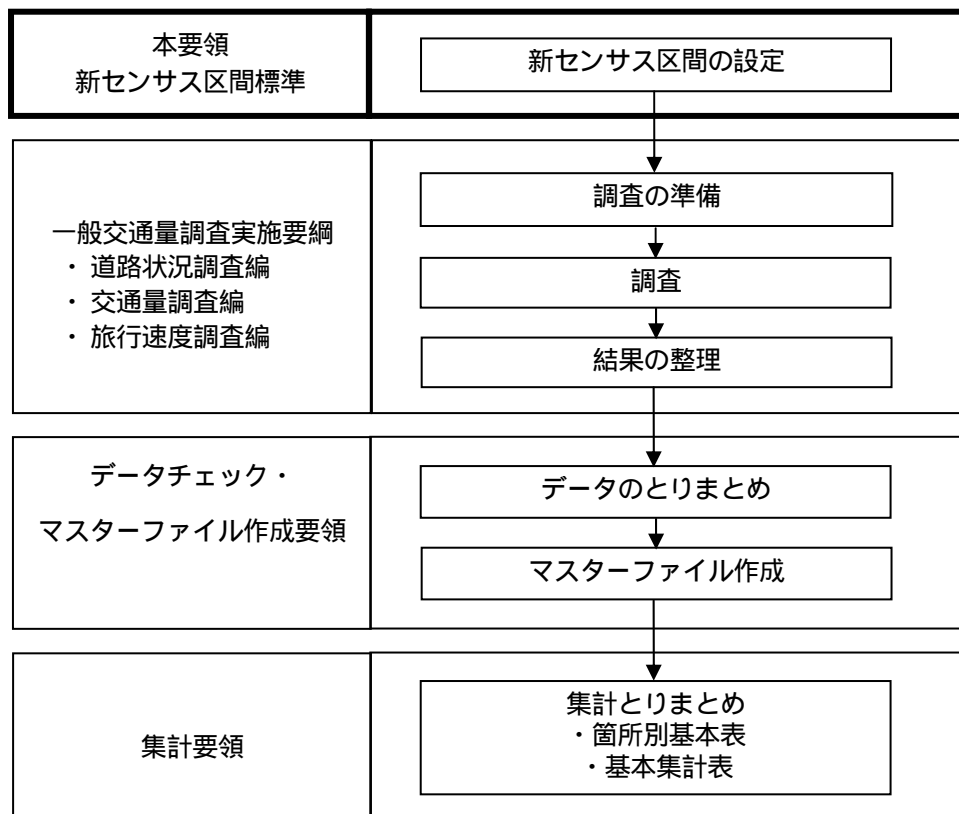 本要領
新センサス区間標準
新センサス区間の設定
一般交通量調査実施要綱
・ 道路状況調査編
・ 交通量調査編
・ 旅行速度調査編
調査の準備
調査
結果の整理
データチェック・
マスターファイル作成要領
データのとりまとめ
マスターファイル作成
集計要領
集計とりまとめ
・箇所別基本表
・基本集計表